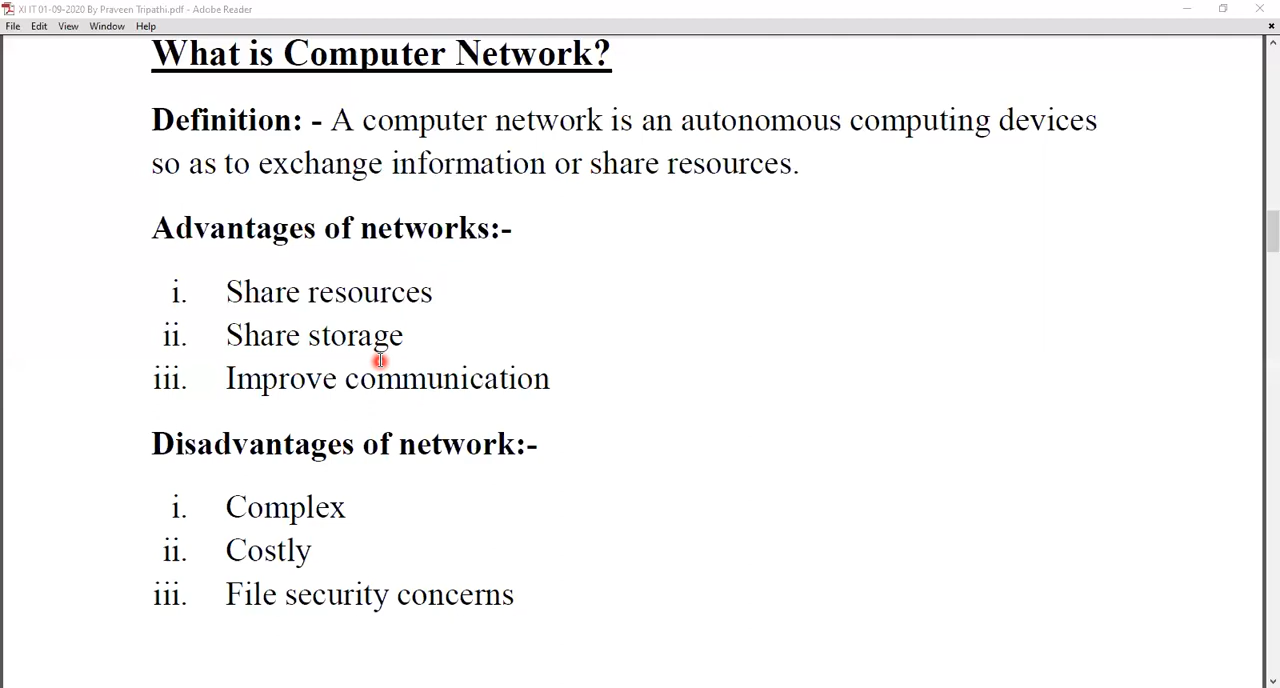 XI IT 01-09-2020 By Praveen Tripathi.pdf - Adobe Reader
File Edit View Window Help
What is Computer Network?
Definition: - A computer network is an autonomous computing devices
so as to exchange information or share resources.
Advantages of networks:-
i. Share resources
ii. Share storage
iii. Improve communication
Disadvantages of network:-
i. Complex
ii. Costly
iii. File security concerns